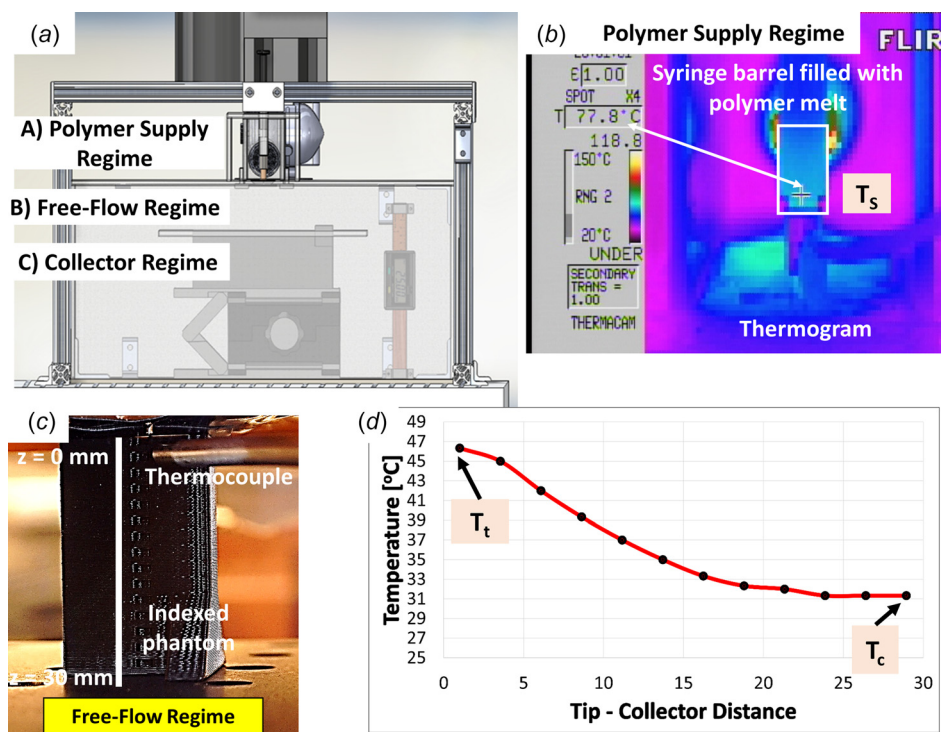 (a)
A) Polymer Supply
Regime
B) Free-Flow Regime
C) Collector Regime
(b)
Polymer Supply Regime
FLIR
Syringe barrel filled with
polymer melt
ε 1.00
SPOT X4
T 77.8°C
118.8
150°C
RNG 2
20°C
UNDER
SECONDARY
TRANS =
1.00
THERMACAM
Ts
Thermogram
(c)
z = 0 mm
Thermocouple
Indexed
phantom
z = 30 mm
Free-Flow Regime
(d)
Temperature [ºC]
49
47
45
43
41
39
37
35
33
31
29
27
25
Tt
Tc
0 5 10 15 20 25 30
Tip - Collector Distance